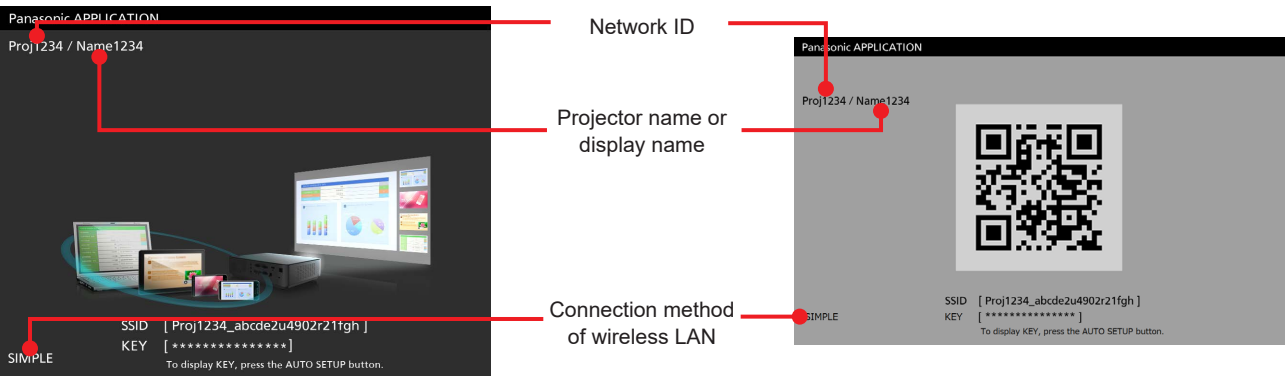 Panasonic APPLICATION
Proj1234 / Name1234
SSID [ Proj1234_abcde2u4902r21fgh ]
KEY [ *************** ]
SIMPLE
To display KEY, press the AUTO SETUP button.
Network ID
Projector name or
display name
Connection method
of wireless LAN
Panasonic APPLICATION
Proj1234 / Name1234
SSID [ Proj1234_abcde2u4902r21fgh ]
SIMPLE
KEY [ *************** ]
To display KEY, press the AUTO SETUP button.